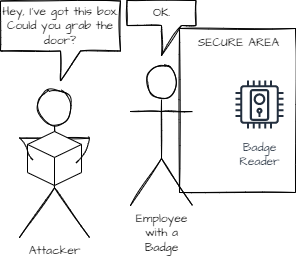 Hey, I've got this box
Could you grab the
door?
OK
SECURE AREA
Badge
Reader
Employee
with a
Badge
Attacker